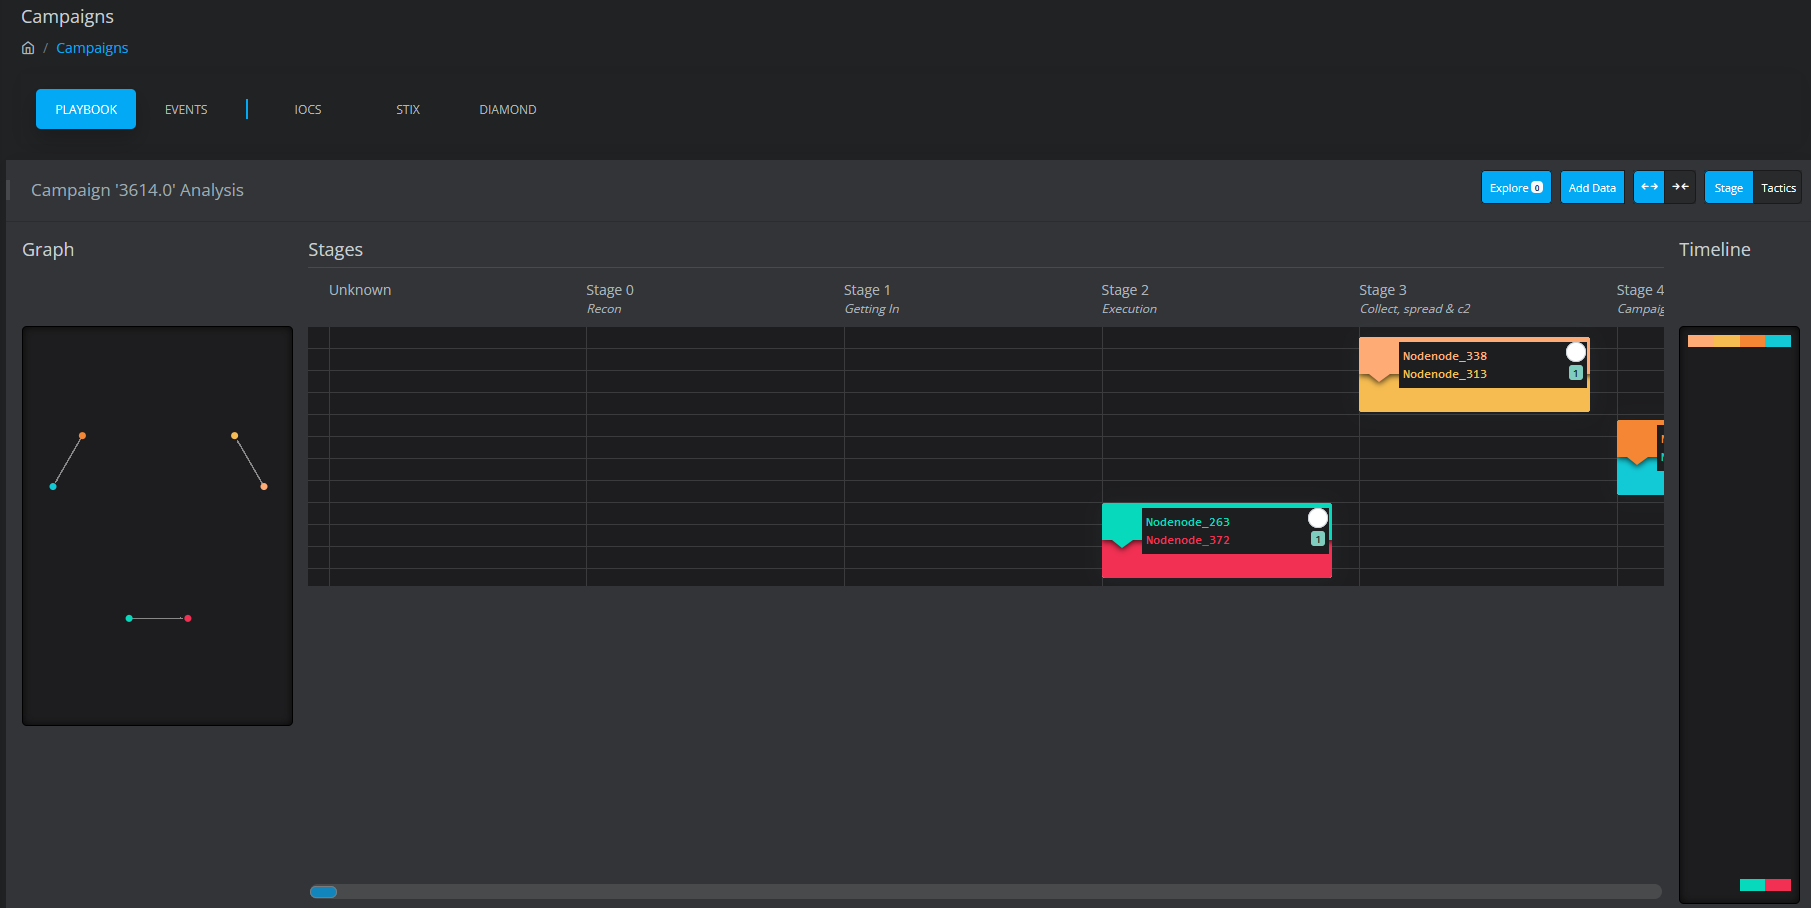 Campaigns
/ Campaigns
PLAYBOOK EVENTS IOCS STIX DIAMOND
Campaign '3614.0' Analysis
Explore 0 Add Data Stage Tactics
Graph
Stages
Timeline
Unknown
Stage 0
Recon
Stage 1
Getting In
Stage 2
Execution
Stage 3
Collect, spread & c2
Stage 4
Nodenode_338
Nodenode_313
1
Nodenode_263
Nodenode_372
1